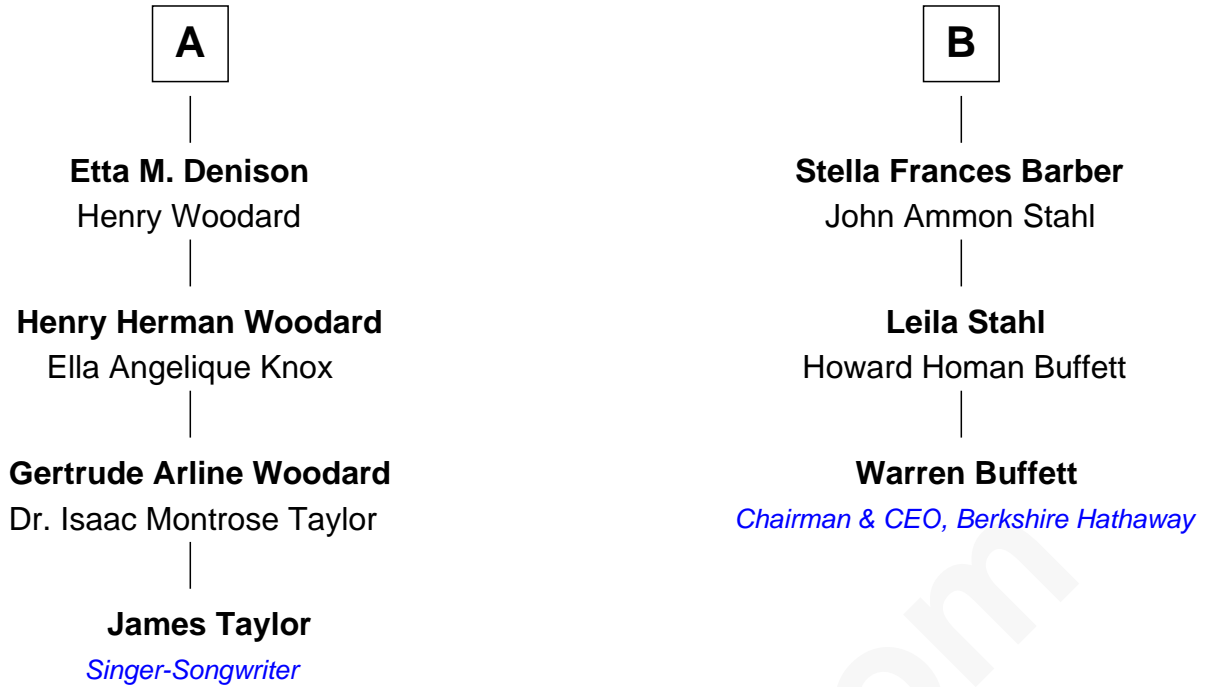 A
Etta M. Denison
Henry Woodard
Henry Herman Woodard
Ella Angelique Knox
Gertrude Arline Woodard
Dr. Isaac Montrose Taylor
James Taylor
Singer-Songwriter
B
Stella Frances Barber
John Ammon Stahl
Leila Stahl
Howard Homan Buffett
Warren Buffett
Chairman & CEO, Berkshire Hathaway
om